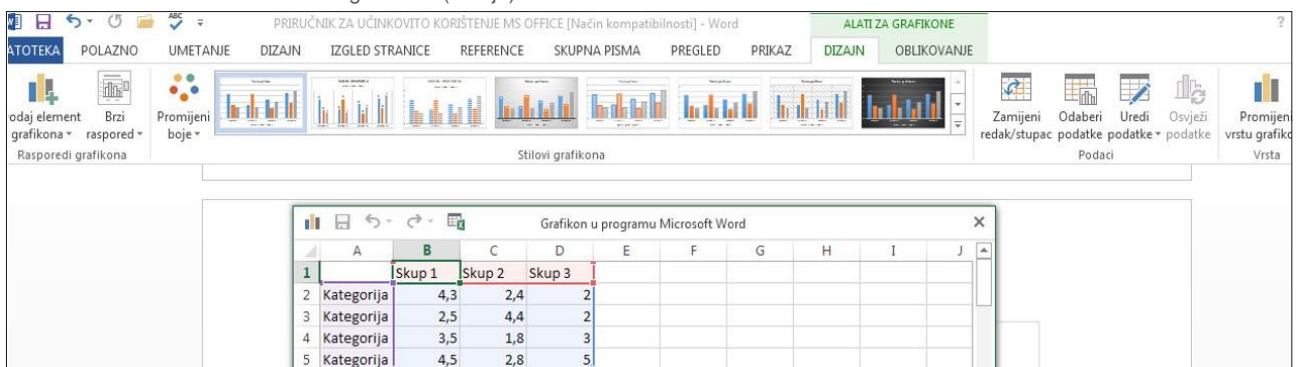 ABC
PRIRUČNIK ZA UČINKOVITO KORIŠTENJE MS OFFICE [Način kompatibilnosti] - Word
ALATI ZA GRAFIKONE
?
ATOTEKA POLAZNO UMETANJE DIZAJN IZGLED STRANICE REFERENCE SKUPNA PISMA PREGLED PRIKAZ DIZAJN OBLIKOVANJE
odaj element Brzi Promijeni Zamijeni Odaberi Uredi Osvježi Promijeni
grafikona raspored boje redak/stupac podatke podatke podatke vrstu grafiko
Rasporedi grafikona Stilovi grafikona Podaci Vrsta
Grafikon u programu Microsoft Word
A B C D E F G H I J
1 Skup 1 Skup 2 Skup 3
2 Kategorija 4,3 2,4 2
3 Kategorija 2,5 4,4 2
4 Kategorija 3,5 1,8 3
5 Kategorija 4,5 2,8 5